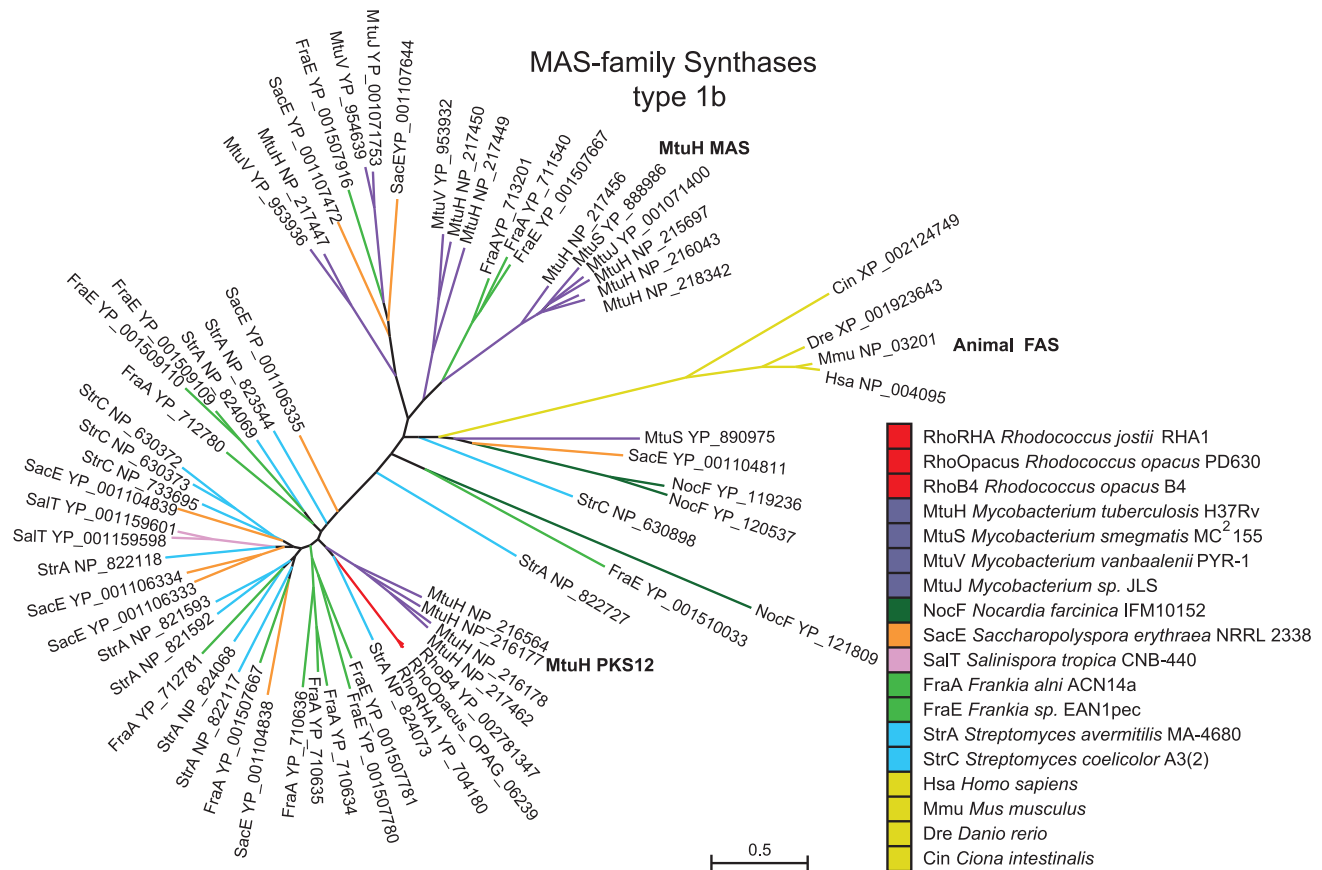 MAS-family Synthases
type 1b
MtuV YP_953936
MtuH NP_217447
SacE YP_001107472
FraE YP_001507916
MtuV YP_954639
MtuJ YP_001071753
SacEYP_001107644
MtuV YP_953932
MtuH NP_217450
MtuH NP_217449
FraAYP_713201
FraA YP_711540
FraE YP_001507667
MtuH MAS
MtuH NP_217456
MtuS YP_888986
MtuJ YP_001071400
MtuH NP_215697
MtuH NP_216043
MtuH NP_218342
Cin XP_002124749
Dre XP_001923643
Mmu NP_03201
Hsa NP_004095
Animal FAS
MtuS YP_890975
SacE YP_001104811
NocF YP_119236
NocF YP_120537
StrC NP_630898
NocF YP_121809
FraE YP_001510033
StrA NP_822727
SacE YP_001106335
StrA NP_823544
StrA NP_824069
FraE YP_001509109
FraE YP_001509110
FraA YP_712780
StrC NP_630372
StrC NP_630373
StrC NP_733695
SacE YP_001104839
SalT YP_001159601
SalT YP_001159598
StrA NP_822118
SacE YP_001106334
SacE YP_001106333
StrA NP_821593
StrA NP_821592
FraA YP_712781
StrA NP_824068
StrA NP_822117
FraA YP_001507667
SacE YP_001104838
FraA YP_710636
FraA YP_710635
FraA YP_710634
FraE YP_001507780
FraE YP_001507781
StrA NP_824073
RhoRHA1 YP_704180
RhoOpacus OPAG_06239
RhoB4 YP_002781347
MtuH NP_217462
MtuH NP_216178
MtuH NP_216177
MtuH NP_216564
MtuH PKS12
0.5
RhoRHA Rhodococcus jostii RHA1
RhoOpacus Rhodococcus opacus PD630
RhoB4 Rhodococcus opacus B4
MtuH Mycobacterium tuberculosis H37Rv
MtuS Mycobacterium smegmatis MC2 155
MtuV Mycobacterium vanbaalenii PYR-1
MtuJ Mycobacterium sp. JLS
NocF Nocardia farcinica IFM10152
SacE Saccharopolyspora erythraea NRRL 2338
SalT Salinispora tropica CNB-440
FraA Frankia alni ACN14a
FraE Frankia sp. EAN1pec
StrA Streptomyces avermitilis MA-4680
StrC Streptomyces coelicolor A3(2)
Hsa Homo sapiens
Mmu Mus musculus
Dre Danio rerio
Cin Ciona intestinalis